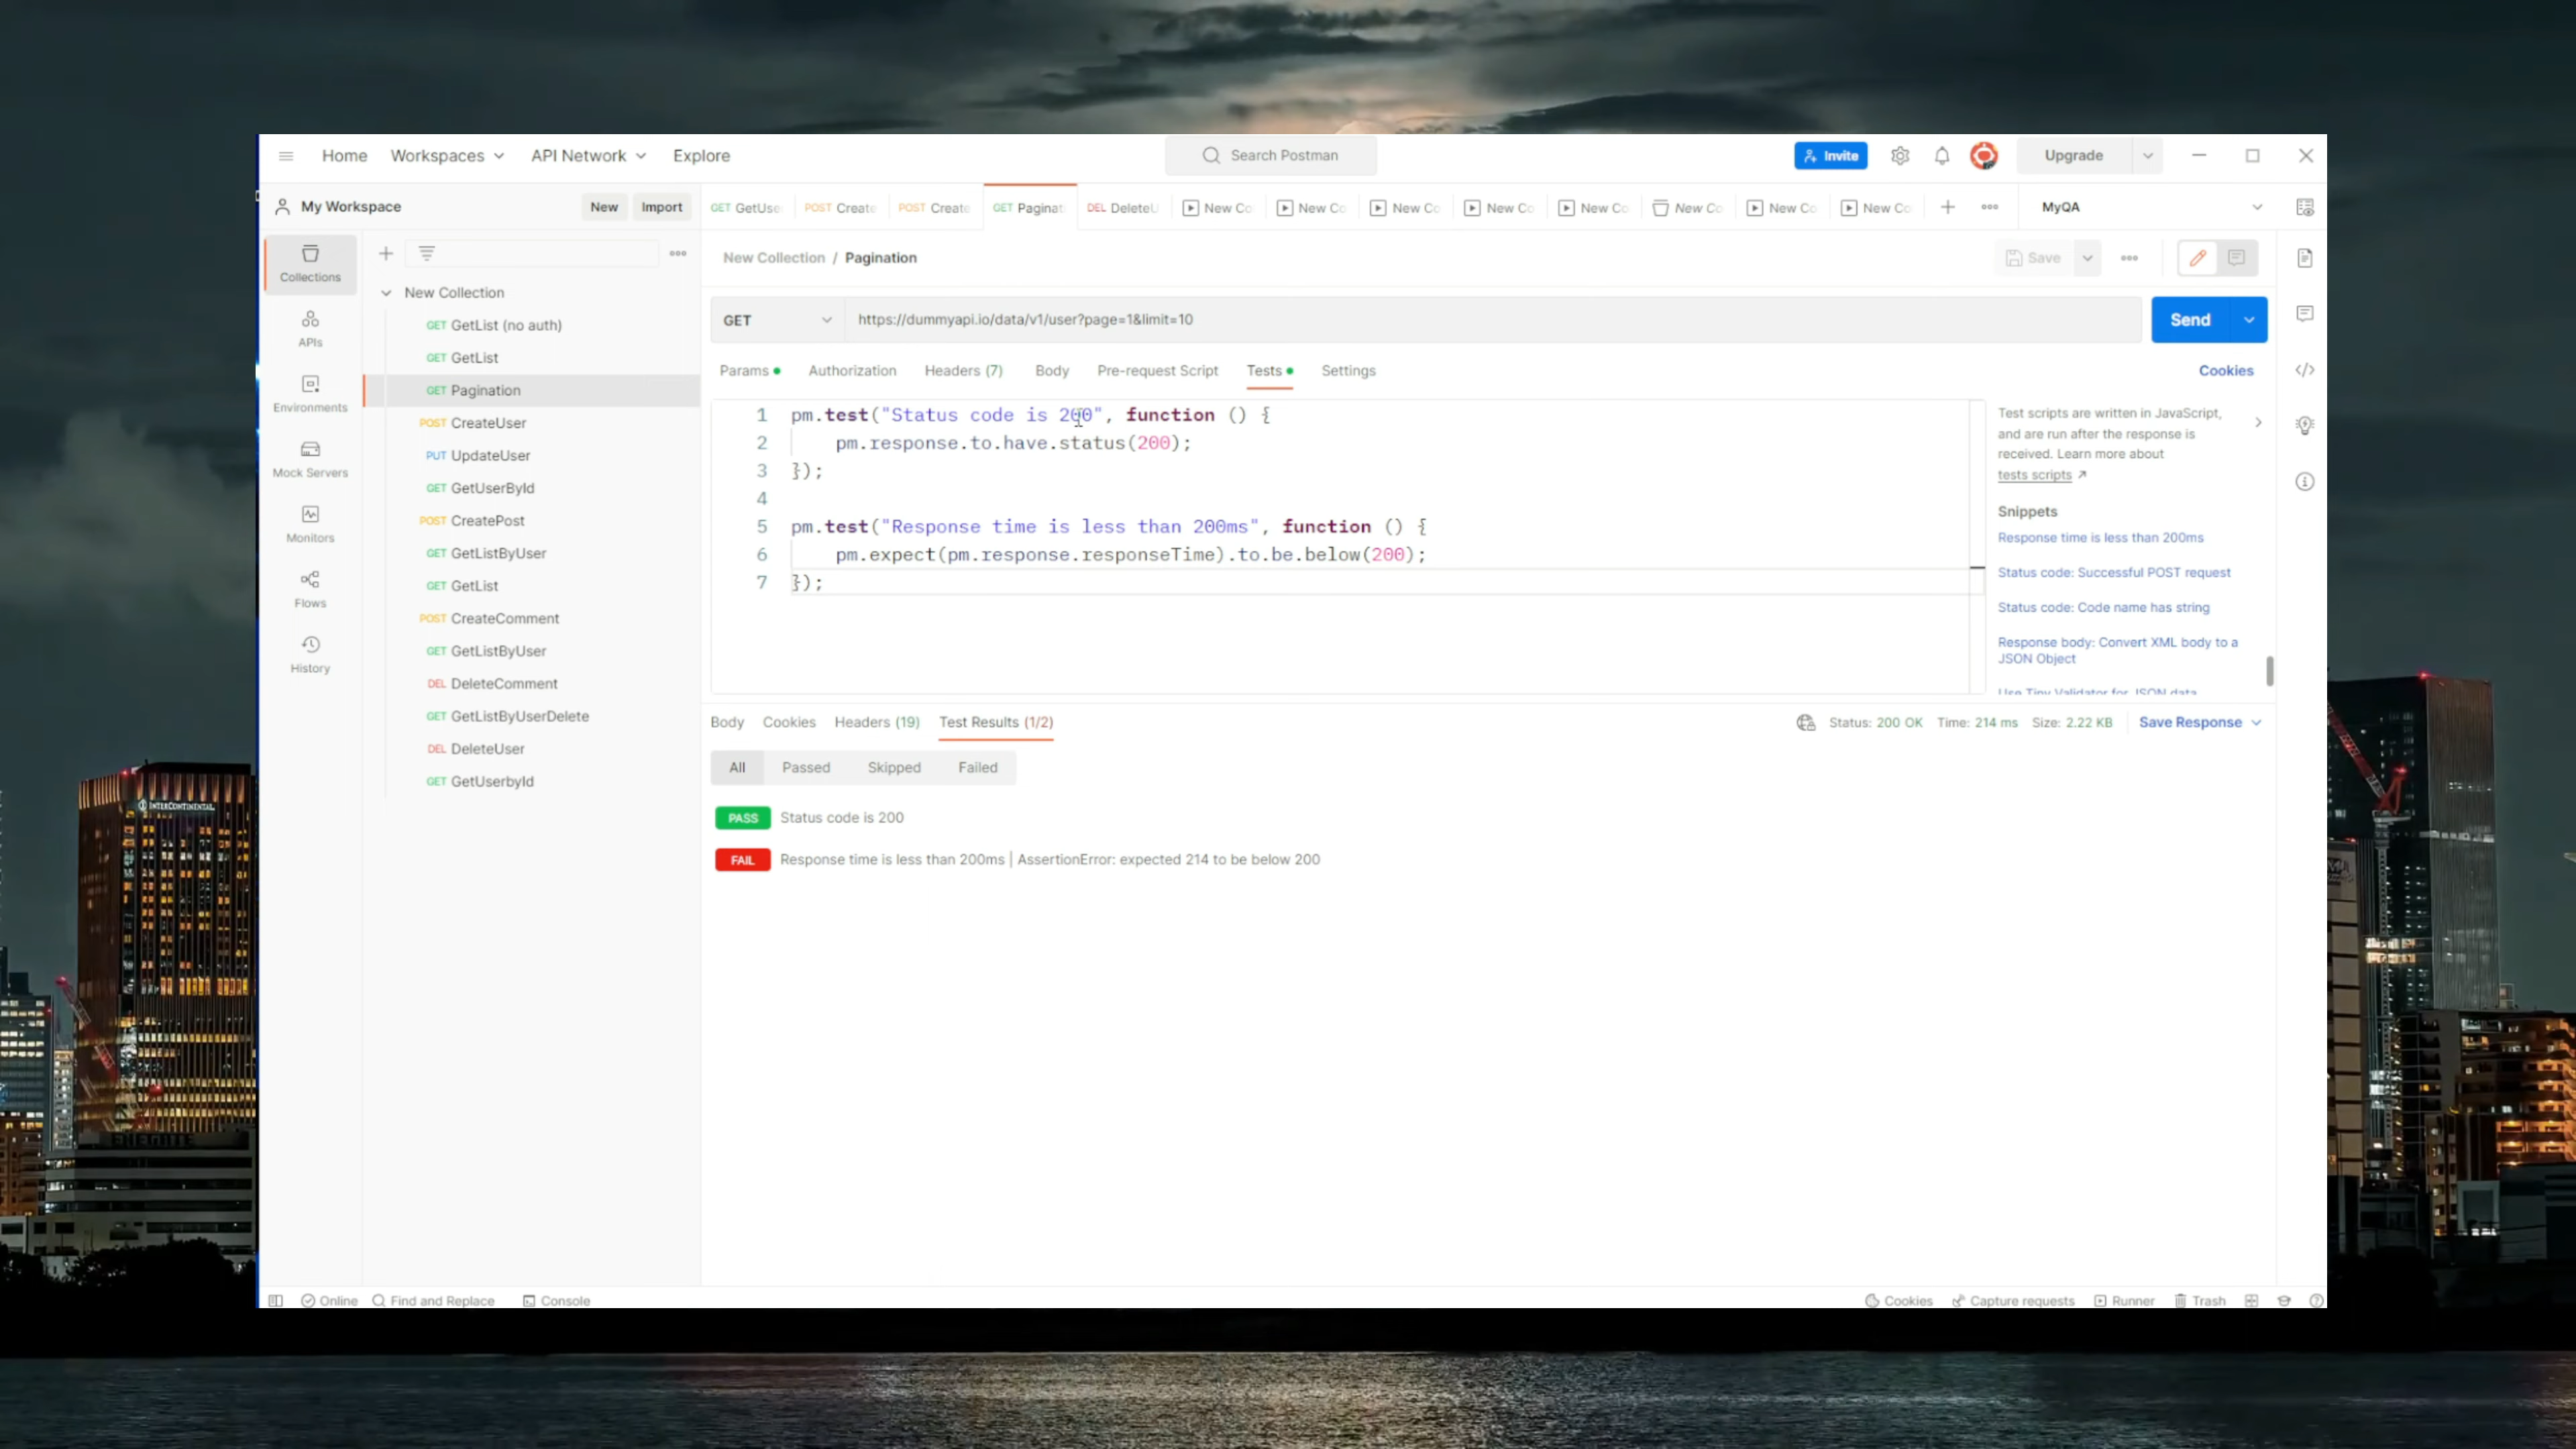 Home Workspaces API Network Explore
Search Postman
Invite
Upgrade
My Workspace
New Import
GET GetUse
POST Create
POST Create
GET Paginat
DEL DeleteU
New Co
New Co
New Co
New Co
New Co
New Co
New Co
New Co
MyQA
Collections
APIs
Environments
Mock Servers
Monitors
Flows
History
New Collection
GET GetList (no auth)
GET GetList
GET Pagination
POST CreateUser
PUT UpdateUser
GET GetUserById
POST CreatePost
GET GetListByUser
GET GetList
POST CreateComment
GET GetListByUser
DEL DeleteComment
GET GetListByUserDelete
DEL DeleteUser
GET GetUserbyId
New Collection / Pagination
Save
GET https://dummyapi.io/data/v1/user?page=1&limit=10
Send
Params Authorization Headers (7) Body Pre-request Script Tests Settings
Cookies
1 pm.test("Status code is 200", function () {
2 pm.response.to.have.status(200);
3 });
4
5 pm.test("Response time is less than 200ms", function () {
6 pm.expect(pm.response.responseTime).to.be.below(200);
7 });
Test scripts are written in JavaScript,
and are run after the response is
received. Learn more about
tests scripts
Snippets
Response time is less than 200ms
Status code: Successful POST request
Status code: Code name has string
Response body: Convert XML body to a
JSON Object
Use Tiny Validator for JSON data
Body Cookies Headers (19) Test Results (1/2)
Status: 200 OK Time: 214 ms Size: 2.22 KB Save Response
All Passed Skipped Failed
PASS Status code is 200
FAIL Response time is less than 200ms | AssertionError: expected 214 to be below 200
Online Find and Replace Console
Cookies Capture requests Runner Trash
INTERCONTINENTAL